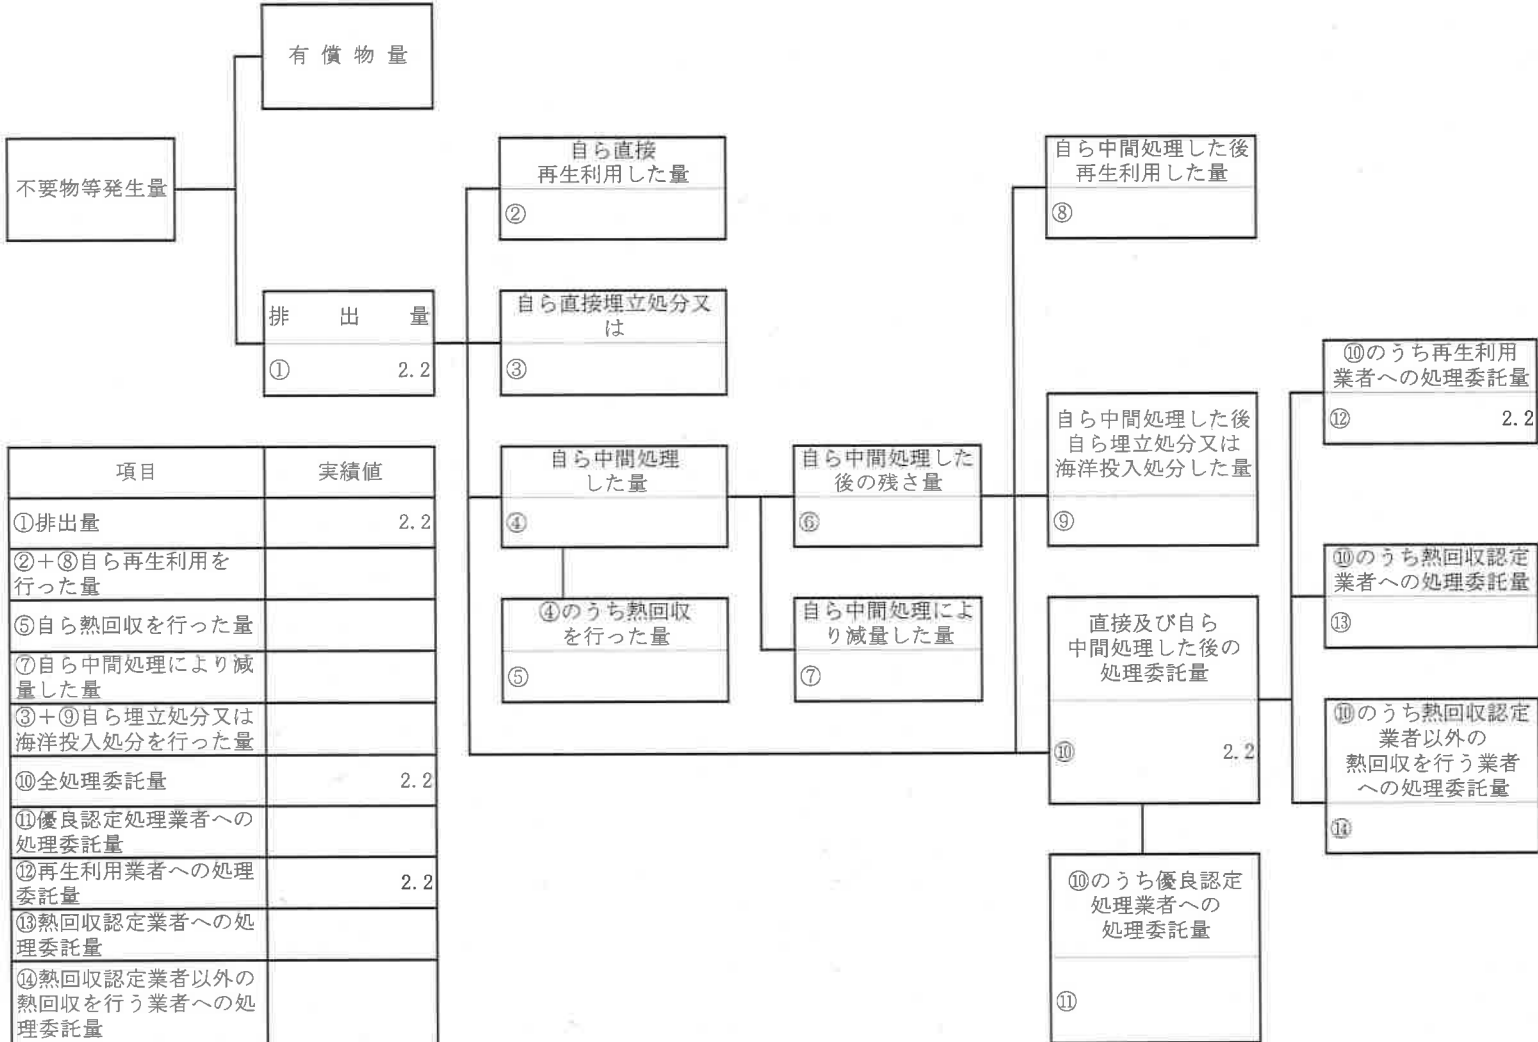 有償物量
不要物等発生量
排出量
① 2.2
自ら直接
再生利用した量
②
自ら直接埋立処分又
は
③
自ら中間処理
した量
④
④のうち熱回収
を行った量
⑤
自ら中間処理した
後の残さ量
⑥
自ら中間処理によ
り減量した量
⑦
自ら中間処理した後
再生利用した量
⑧
自ら中間処理した後
自ら埋立処分又は
海洋投入処分した量
⑨
直接及び自ら
中間処理した後の
処理委託量
⑩ 2.2
⑩のうち優良認定
処理業者への
処理委託量
⑪
⑩のうち再生利用
業者への処理委託量
⑫ 2.2
⑩のうち熱回収認定
業者への処理委託量
⑬
⑩のうち熱回収認定
業者以外の
熱回収を行う業者
への処理委託量
⑭
項目 実績値
①排出量 2.2
②+⑧自ら再生利用を
行った量
⑤自ら熱回収を行った量
⑦自ら中間処理により減
量した量
③+⑨自ら埋立処分又は
海洋投入処分を行った量
⑩全処理委託量 2.2
⑪優良認定処理業者への
処理委託量
⑫再生利用業者への処理
委託量 2.2
⑬熱回収認定業者への処
理委託量
⑭熱回収認定業者以外の
熱回収を行う業者への処
理委託量